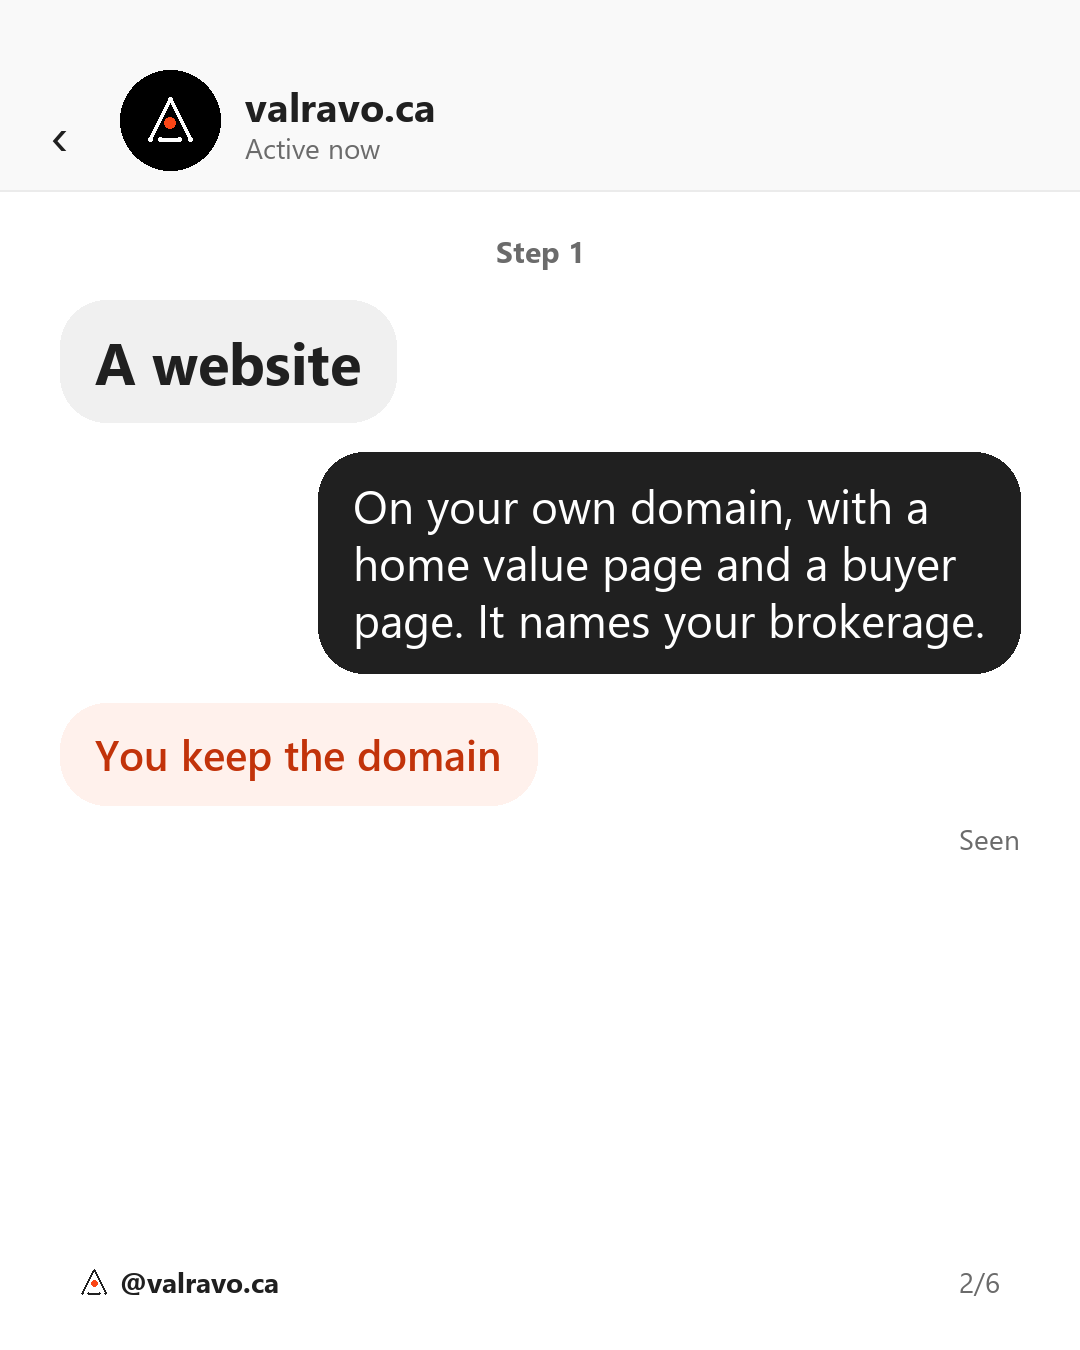 ‹
valravo.ca
Active now
Step 1
A website
On your own domain, with a
home value page and a buyer
page. It names your brokerage.
You keep the domain
Seen
@valravo.ca
2/6